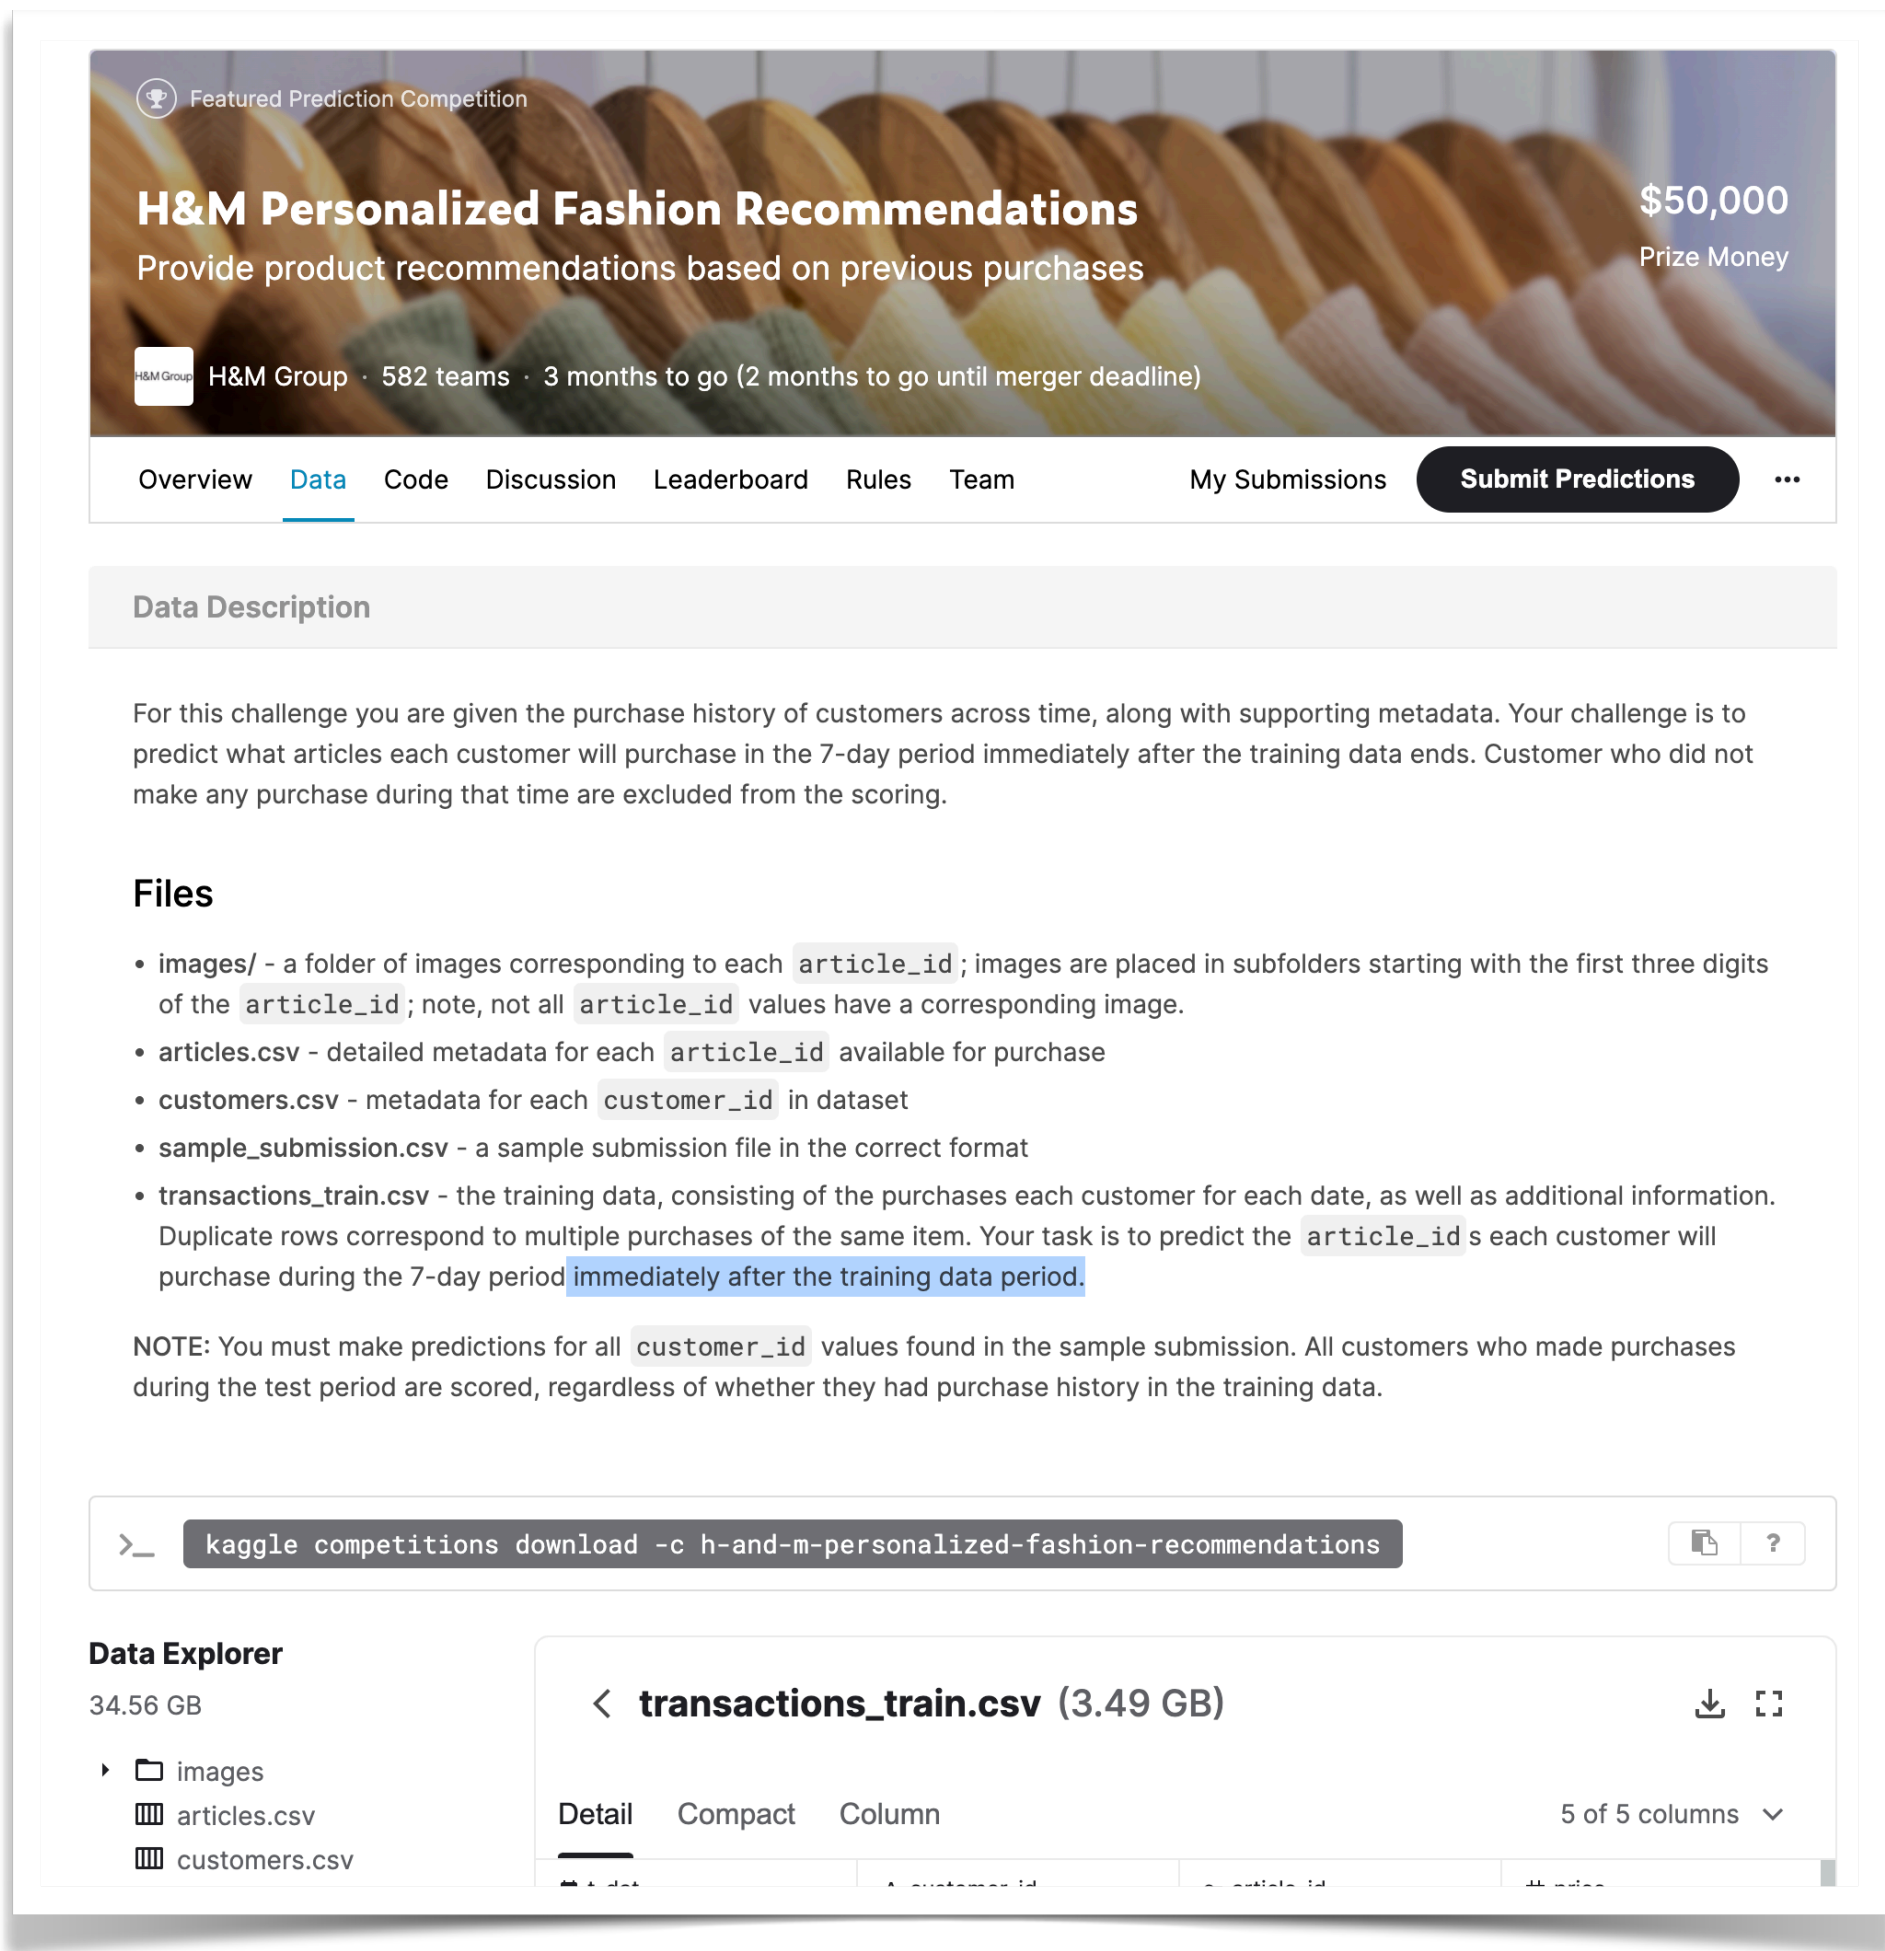 Featured Prediction Competition
H&M Personalized Fashion Recommendations
$50,000
Provide product recommendations based on previous purchases
Prize Money
H&M Group
H&M Group · 582 teams · 3 months to go (2 months to go until merger deadline)
Overview Data Code Discussion Leaderboard Rules Team My Submissions Submit Predictions
Data Description
For this challenge you are given the purchase history of customers across time, along with supporting metadata. Your challenge is to
predict what articles each customer will purchase in the 7-day period immediately after the training data ends. Customer who did not
make any purchase during that time are excluded from the scoring.
Files
• images/ - a folder of images corresponding to each article_id; images are placed in subfolders starting with the first three digits
of the article_id; note, not all article_id values have a corresponding image.
• articles.csv - detailed metadata for each article_id available for purchase
• customers.csv - metadata for each customer_id in dataset
• sample_submission.csv - a sample submission file in the correct format
• transactions_train.csv - the training data, consisting of the purchases each customer for each date, as well as additional information.
Duplicate rows correspond to multiple purchases of the same item. Your task is to predict the article_ids each customer will
purchase during the 7-day period immediately after the training data period.
NOTE: You must make predictions for all customer_id values found in the sample submission. All customers who made purchases
during the test period are scored, regardless of whether they had purchase history in the training data.
>_ kaggle competitions download -c h-and-m-personalized-fashion-recommendations ?
Data Explorer
34.56 GB
images
articles.csv
customers.csv
< transactions_train.csv (3.49 GB)
Detail Compact Column 5 of 5 columns
t_dat customer_id article_id # price